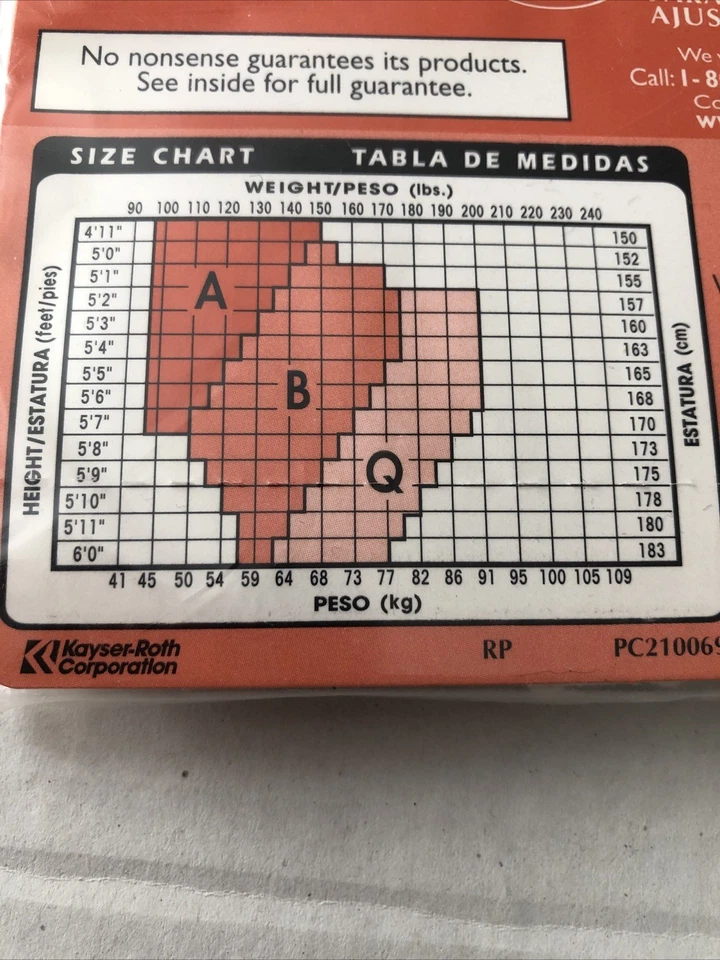 AJUS
We
Call: 1-8
Co
No nonsense guarantees its products.
See inside for full guarantee.
SIZE CHART TABLA DE MEDIDAS
WEIGHT/PESO (lbs.)
90 100 110 120 130 140 150 160 170 180 190 200 210 220 230 240
HEIGHT/ESTATURA (feet/pies)
4'11" 150
5'0" 152
5'1" 155
A
5'2" 157
5'3" 160
5'4" 163
5'5" 165
B
5'6" 168
5'7" 170
5'8" 173
Q
5'9" 175
5'10" 178
5'11" 180
6'0" 183
ESTATURA (cm)
41 45 50 54 59 64 68 73 77 82 86 91 95 100 105 109
PESO (kg)
Kayser-Roth
Corporation
RP PC210069